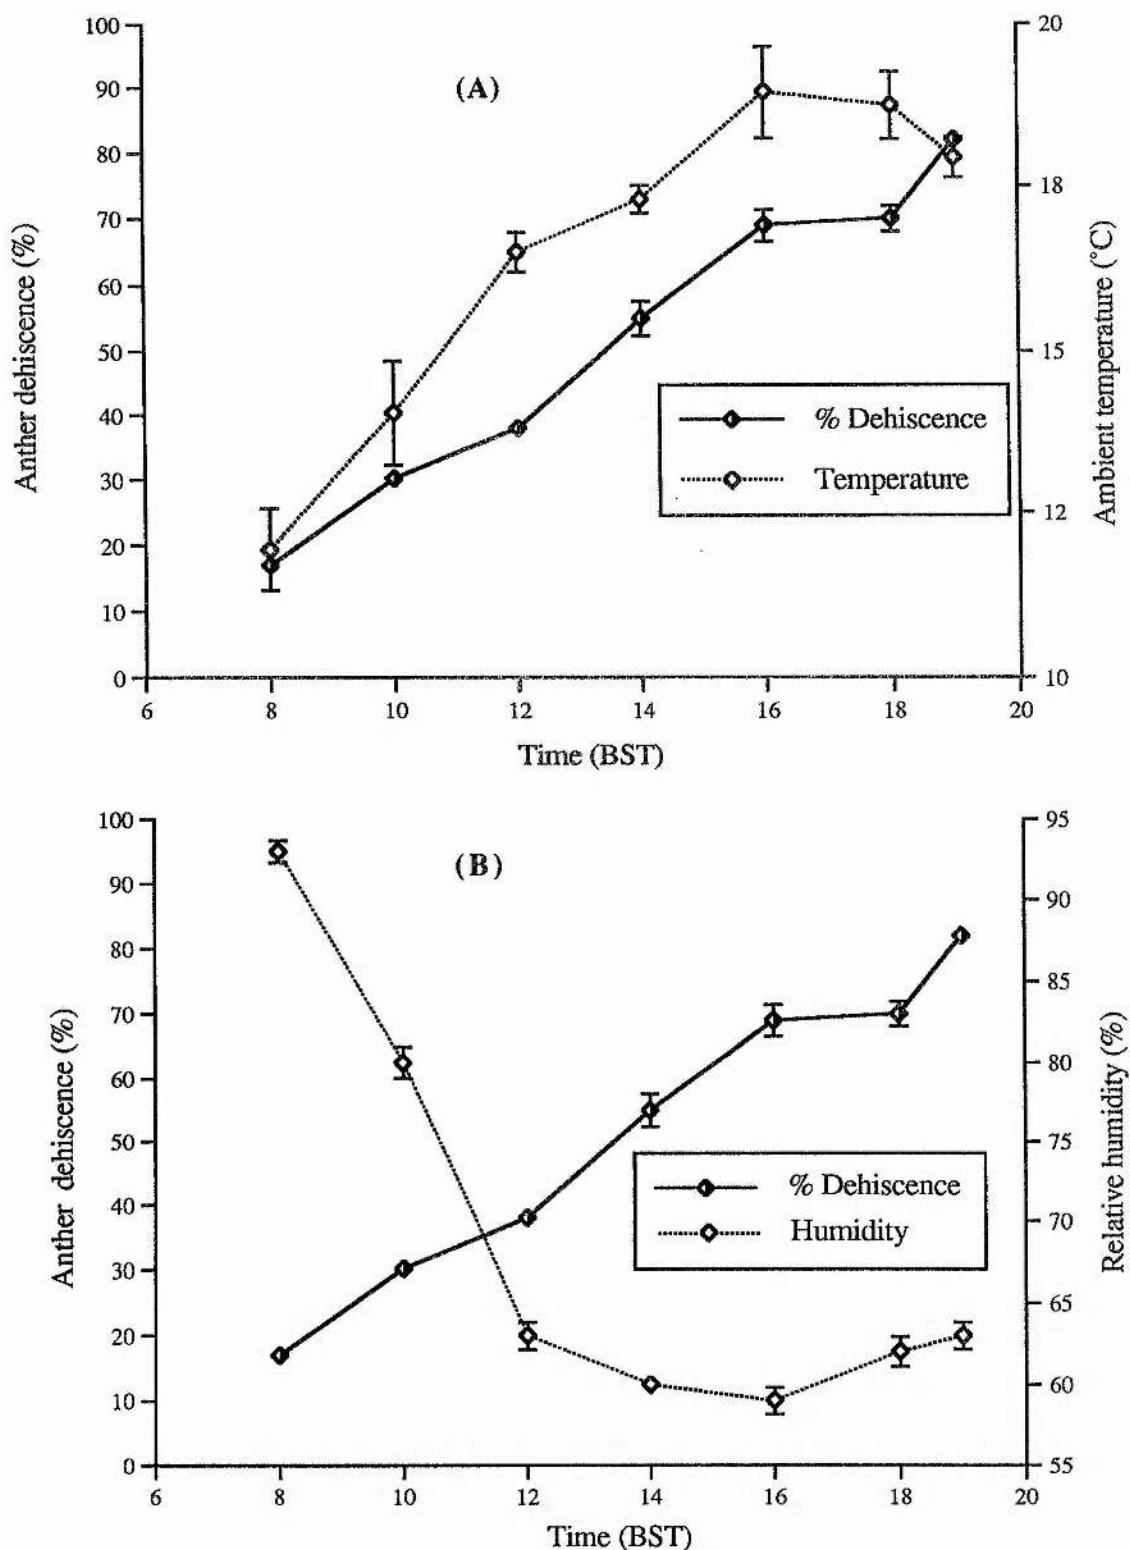 (A)
Anther dehiscence (%)
100
90
80
70
60
50
40
30
20
10
0
20
18
15
12
10
Ambient temperature (°C)
% Dehiscence
Temperature
6 8 10 12 14 16 18 20
Time (BST)
(B)
Anther dehiscence (%)
100
90
80
70
60
50
40
30
20
10
0
95
90
85
80
75
70
65
60
55
Relative humidity (%)
% Dehiscence
Humidity
6 8 10 12 14 16 18 20
Time (BST)